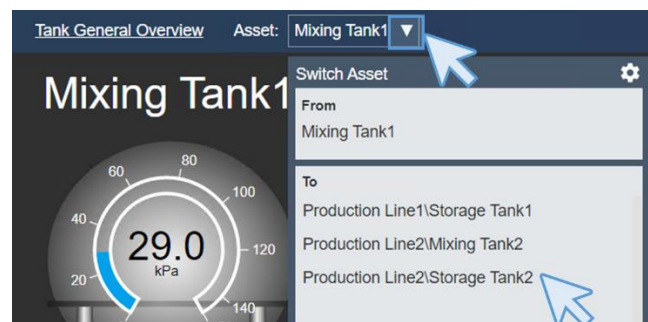 Tank General Overview Asset: Mixing Tank1 ▼
Switch Asset
Mixing Tank1
From
Mixing Tank1
To
Production Line1\Storage Tank1
Production Line2\Mixing Tank2
Production Line2\Storage Tank2
80
60
100
40
29.0
kPa
120
20
140